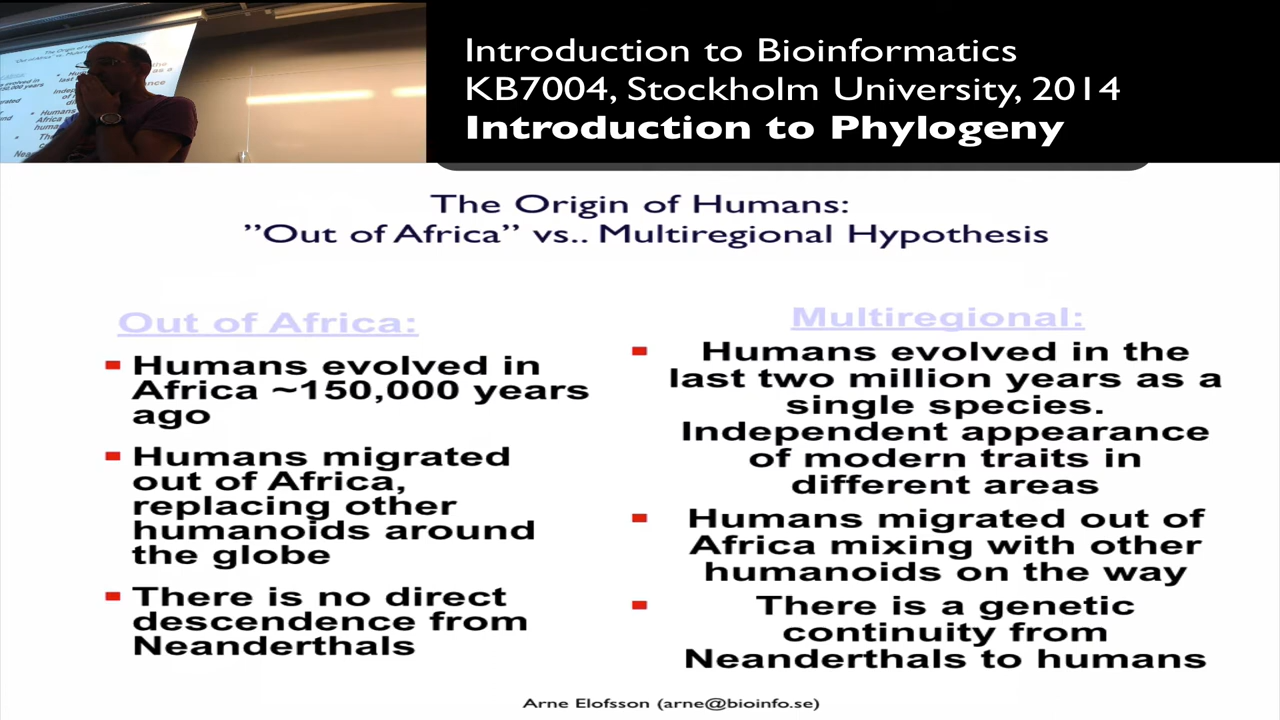 Introduction to Bioinformatics
KB7004, Stockholm University, 2014
Introduction to Phylogeny
The Origin of Humans:
”Out of Africa” vs.. Multiregional Hypothesis
Out of Africa:
Humans evolved in
Africa ~150,000 years
ago
Humans migrated
out of Africa,
replacing other
humanoids around
the globe
There is no direct
descendence from
Neanderthals
Multiregional:
Humans evolved in the
last two million years as a
single species.
Independent appearance
of modern traits in
different areas
Humans migrated out of
Africa mixing with other
humanoids on the way
There is a genetic
continuity from
Neanderthals to humans
Arne Elofsson (arne@bioinfo.se)